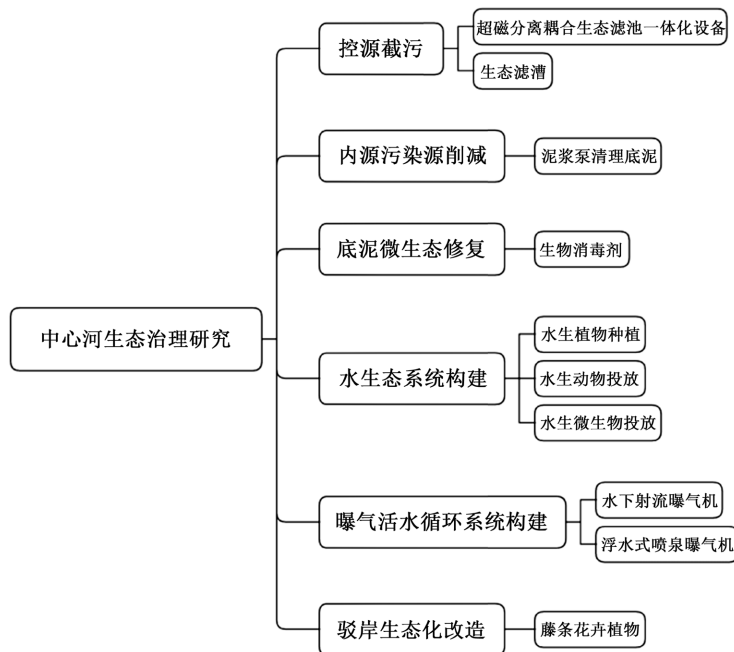 控源截污
超磁分离耦合生态滤池一体化设备
生态滤漕
内源污染源削减
泥浆泵清理底泥
底泥微生态修复
生物消毒剂
中心河生态治理研究
水生态系统构建
水生植物种植
水生动物投放
水生微生物投放
曝气活水循环系统构建
水下射流曝气机
浮水式喷泉曝气机
驳岸生态化改造
藤条花卉植物